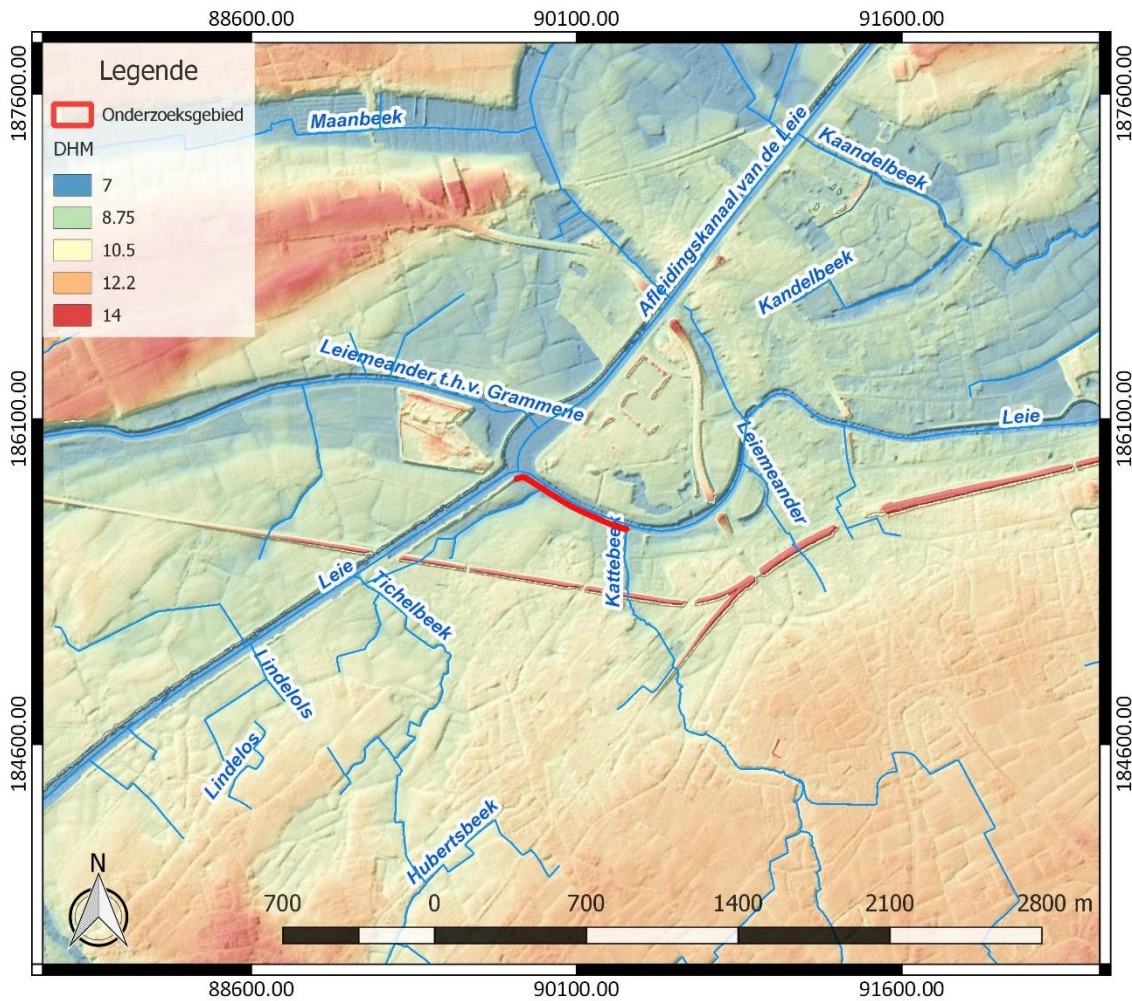 88600.00 90100.00 91600.00
187600.00
187600.00
Legende
Onderzoeksgebied
DHM
7
8.75
10.5
12.2
14
Maanbeek
Afleidingskanaal van de Leie
Kaandelbeek
Kandelbeek
Leiemeander t.h.v. Grammene
186100.00
186100.00
Leie
Leiemeander
Kattebeek
Leie
Tichelbeek
Lindelols
Lindelos
184600.00
184600.00
Hubertsbeek
N
700 0 700 1400 2100 2800 m
88600.00 90100.00 91600.00